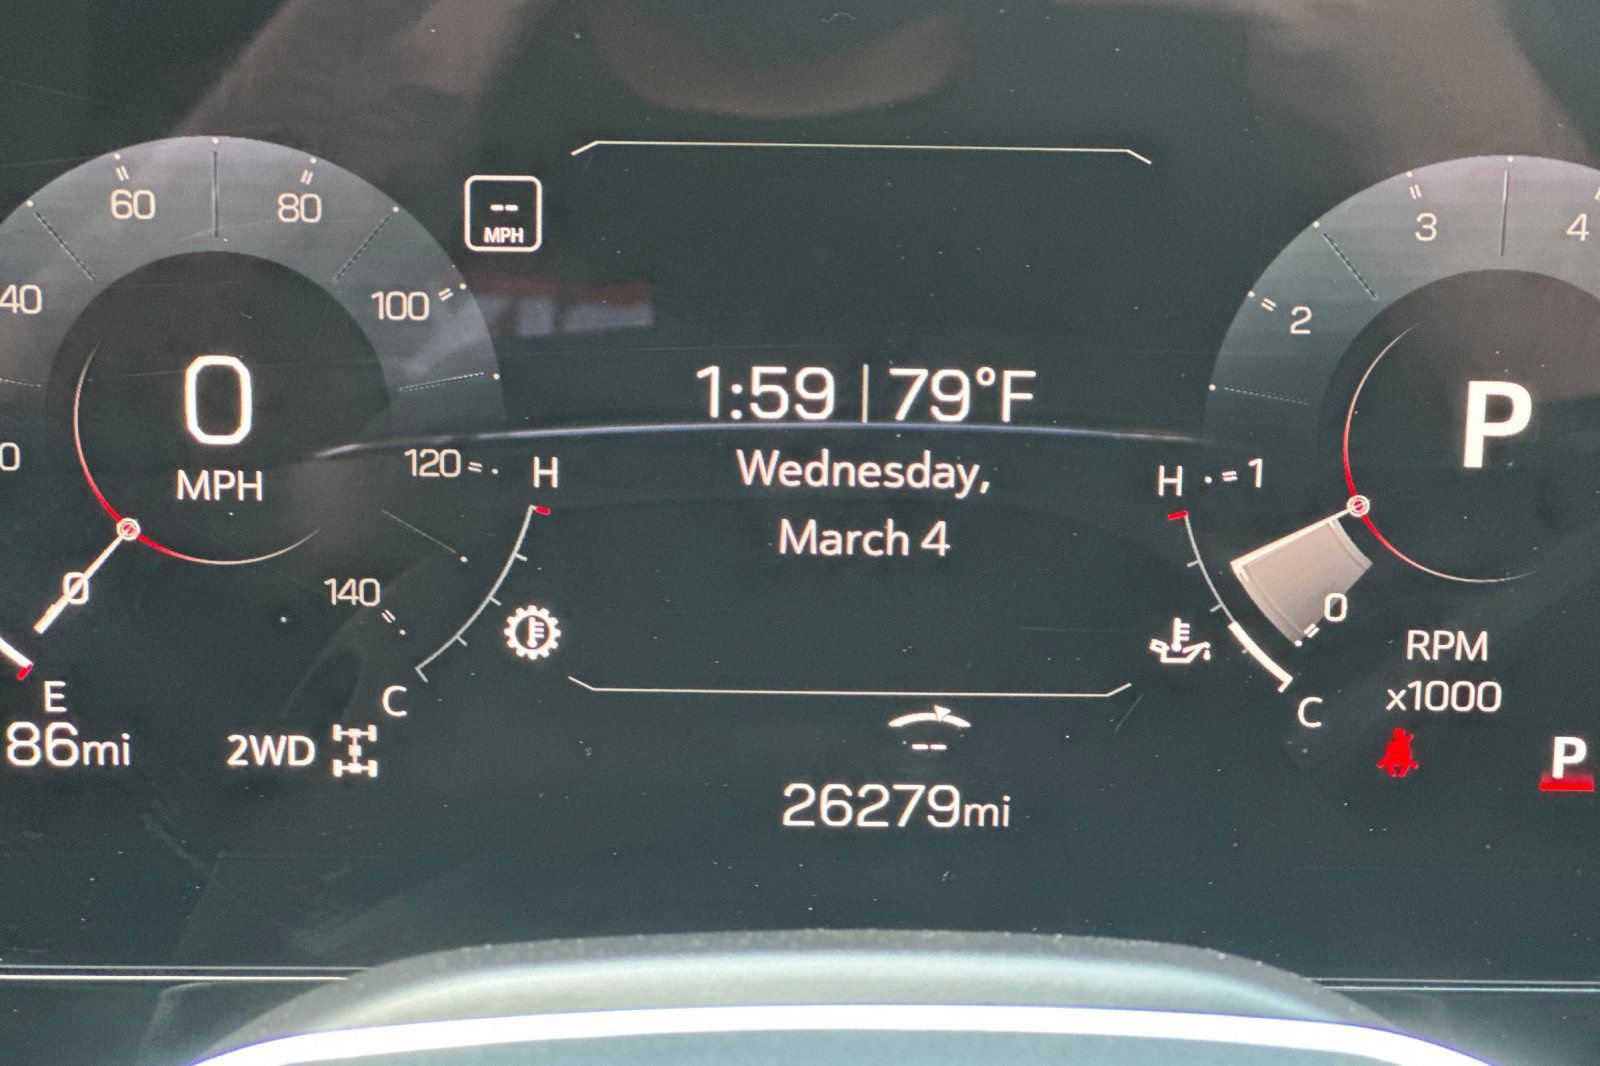 60
80
--
MPH
3
4
40
100
2
0
MPH
1:59 | 79°F
P
120
H
Wednesday,
H
1
March 4
0
140
0
RPM
x1000
E
C
C
86mi
2WD
P
--
26279mi